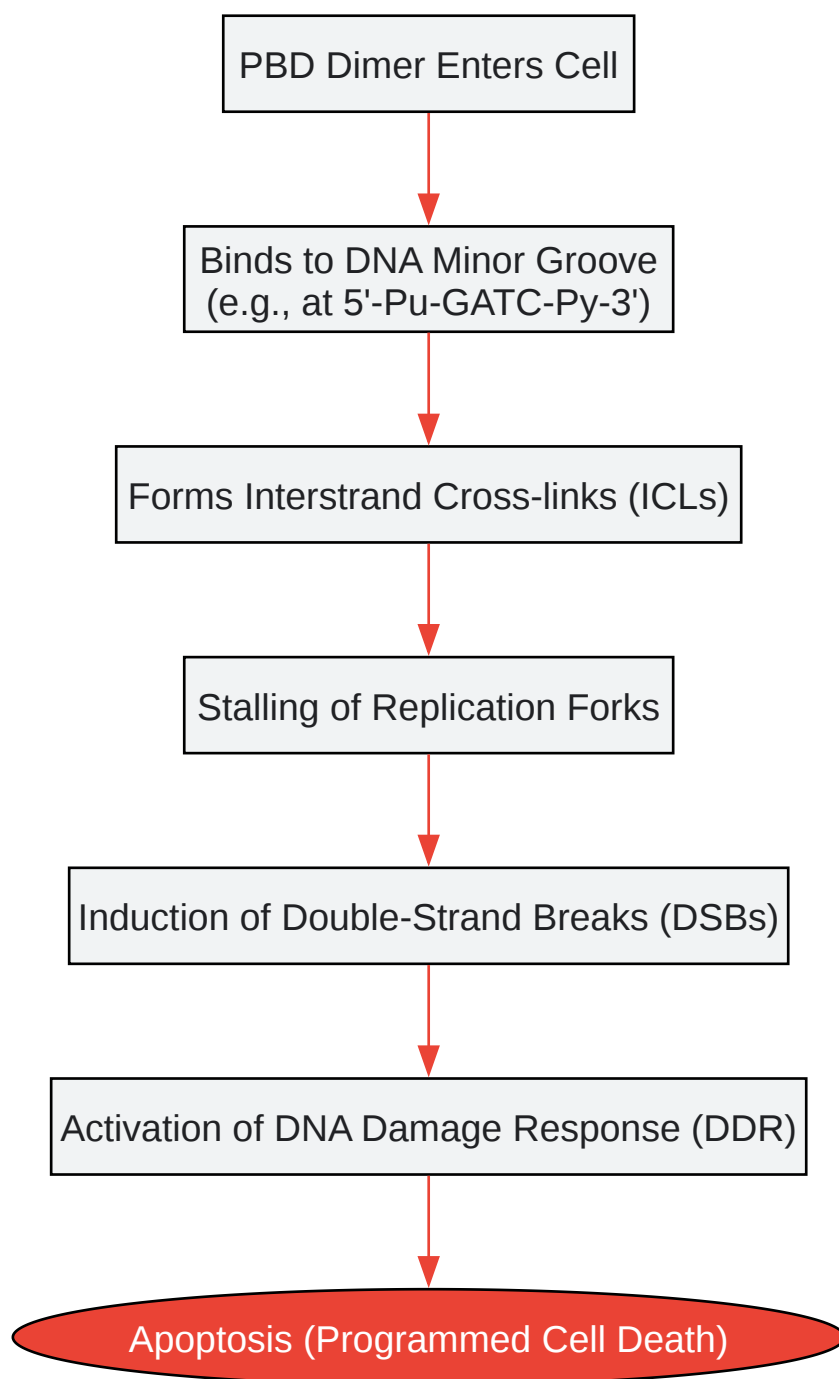 PBD Dimer Enters Cell
Binds to DNA Minor Groove
(e.g., at 5'-Pu-GATC-Py-3')
Forms Interstrand Cross-links (ICLs)
Stalling of Replication Forks
Induction of Double-Strand Breaks (DSBs)
Activation of DNA Damage Response (DDR)
Apoptosis (Programmed Cell Death)